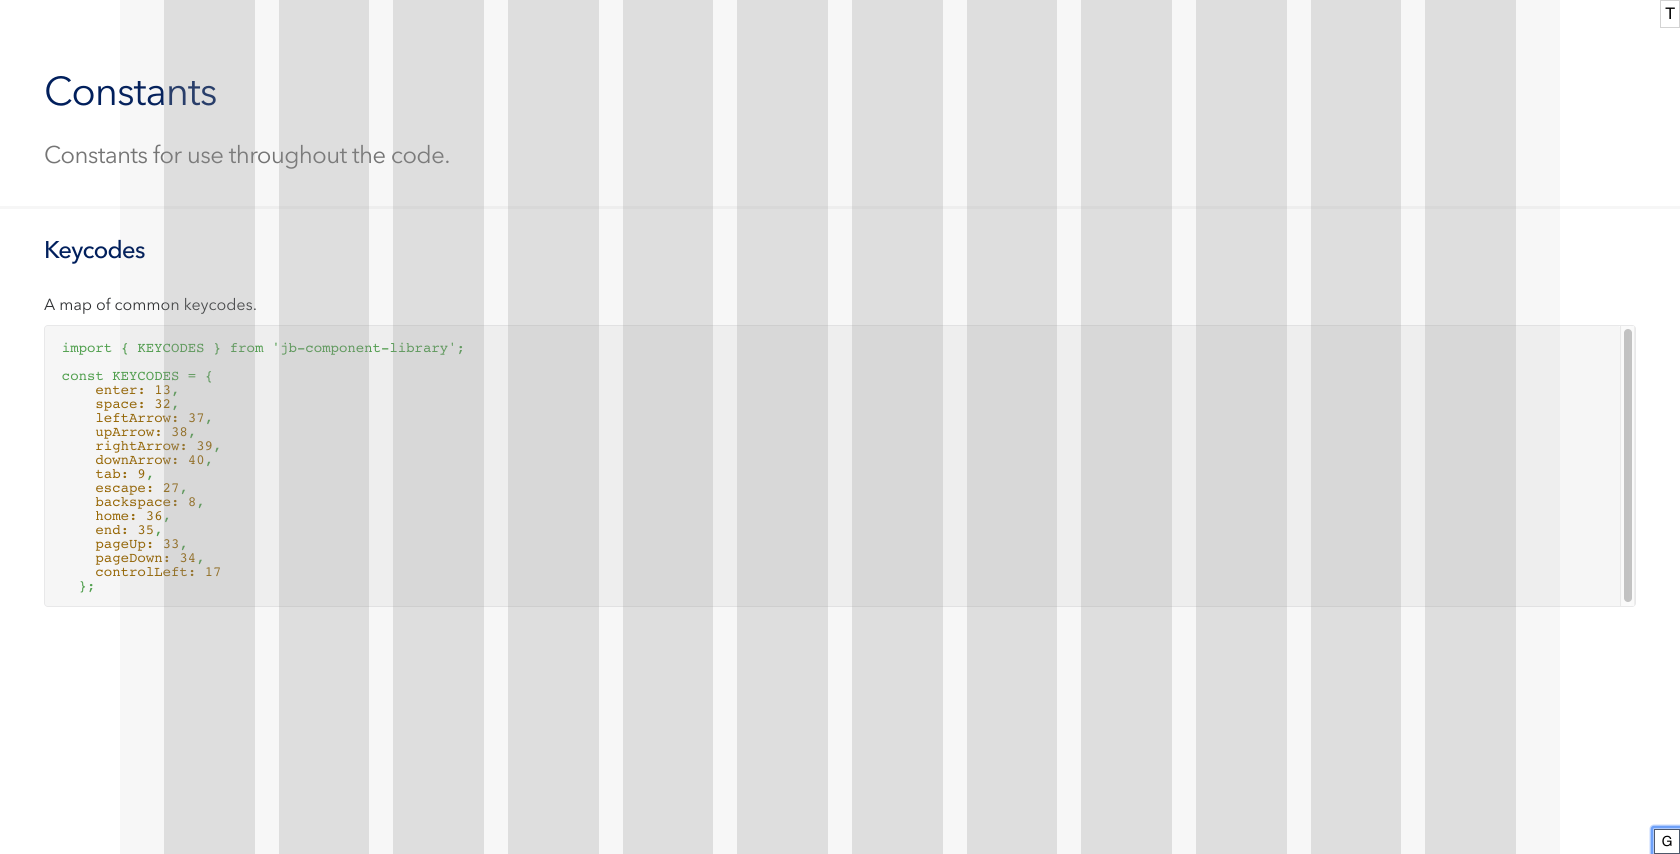 T
Constants
Constants for use throughout the code.
Keycodes
A map of common keycodes.
import { KEYCODES } from 'jb-component-library';
const KEYCODES = {
    enter: 13,
    space: 32,
    leftArrow: 37,
    upArrow: 38,
    rightArrow: 39,
    downArrow: 40,
    tab: 9,
    escape: 27,
    backspace: 8,
    home: 36,
    end: 35,
    pageUp: 33,
    pageDown: 34,
    controlLeft: 17
  };
G